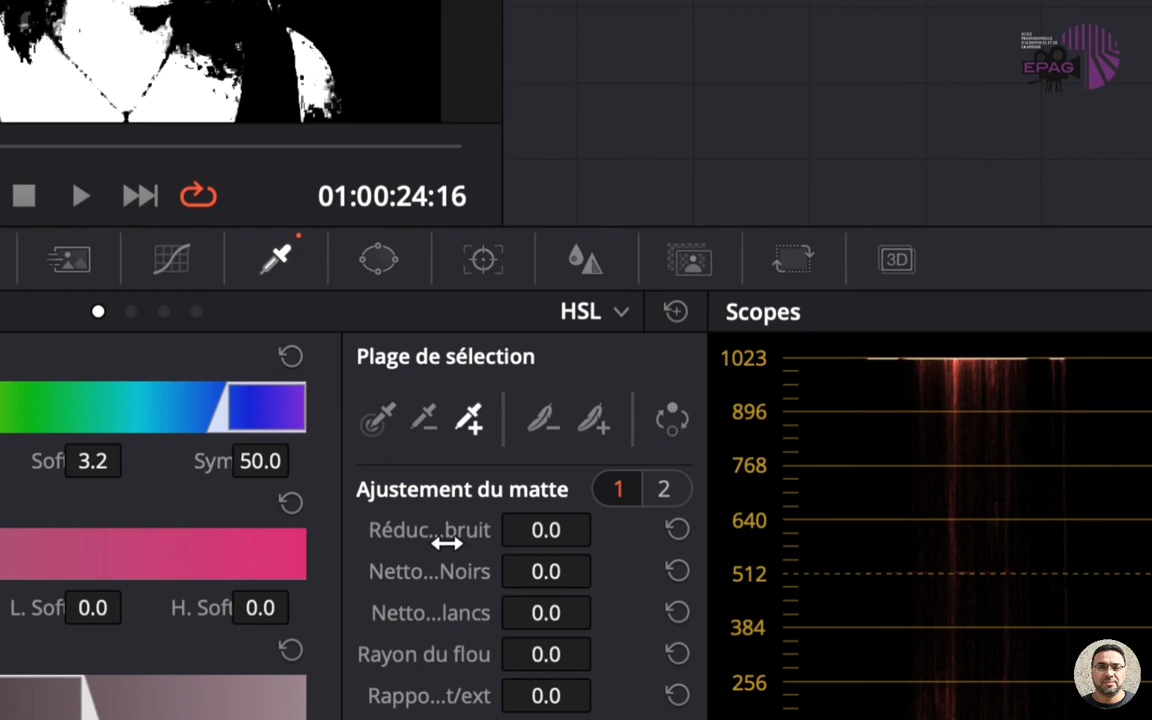 EPAG
01:00:24:16
3D
HSL
Scopes
Plage de sélection
Sof 3.2 Sym 50.0
Ajustement du matte 1 2
Réduc...bruit 0.0
Netto...Noirs 0.0
Netto...lancs 0.0
L. Sof 0.0 H. Sof 0.0
Rayon du flou 0.0
Rappo...t/ext 0.0
1023
896
768
640
512
384
256